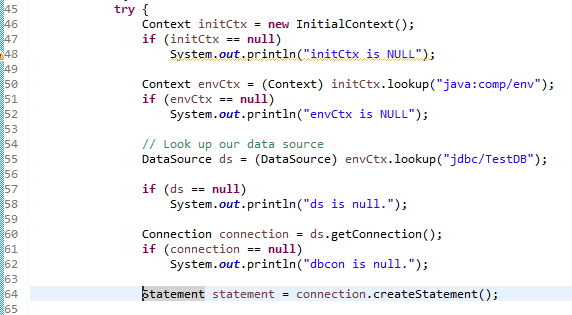 45 try {
46 Context initCtx = new InitialContext();
47 if (initCtx == null)
48 System.out.println("initCtx is NULL");
49
50 Context envCtx = (Context) initCtx.lookup("java:comp/env");
51 if (envCtx == null)
52 System.out.println("envCtx is NULL");
53
54 // Look up our data source
55 DataSource ds = (DataSource) envCtx.lookup("jdbc/TestDB");
56
57 if (ds == null)
58 System.out.println("ds is null.");
59
60 Connection connection = ds.getConnection();
61 if (connection == null)
62 System.out.println("dbcon is null.");
63
64 Statement statement = connection.createStatement();
65